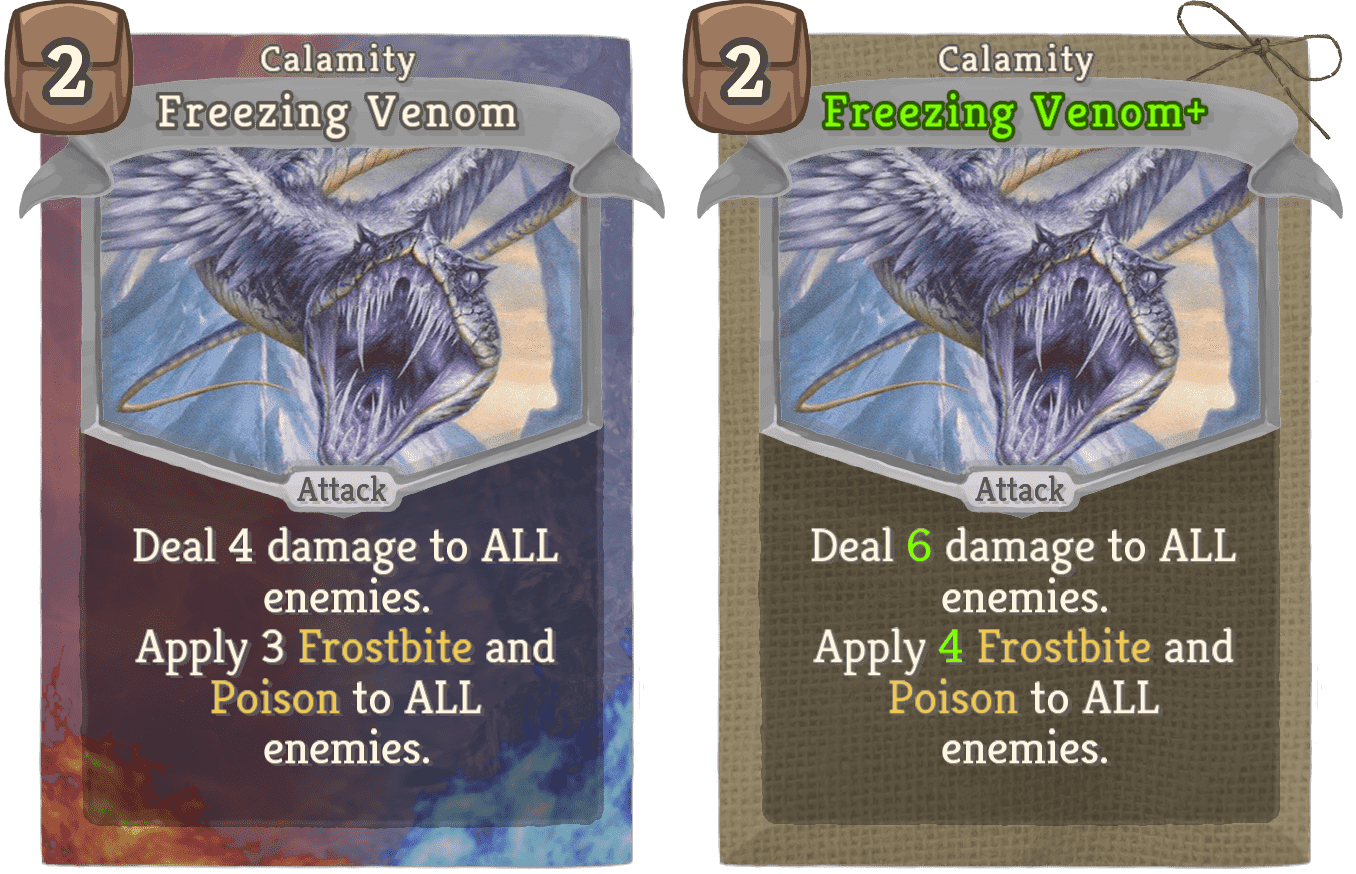 2
Calamity
Freezing Venom
Attack
Deal 4 damage to ALL
enemies.
Apply 3 Frostbite and
Poison to ALL
enemies.
2
Calamity
Freezing Venom+
Attack
Deal 6 damage to ALL
enemies.
Apply 4 Frostbite and
Poison to ALL
enemies.